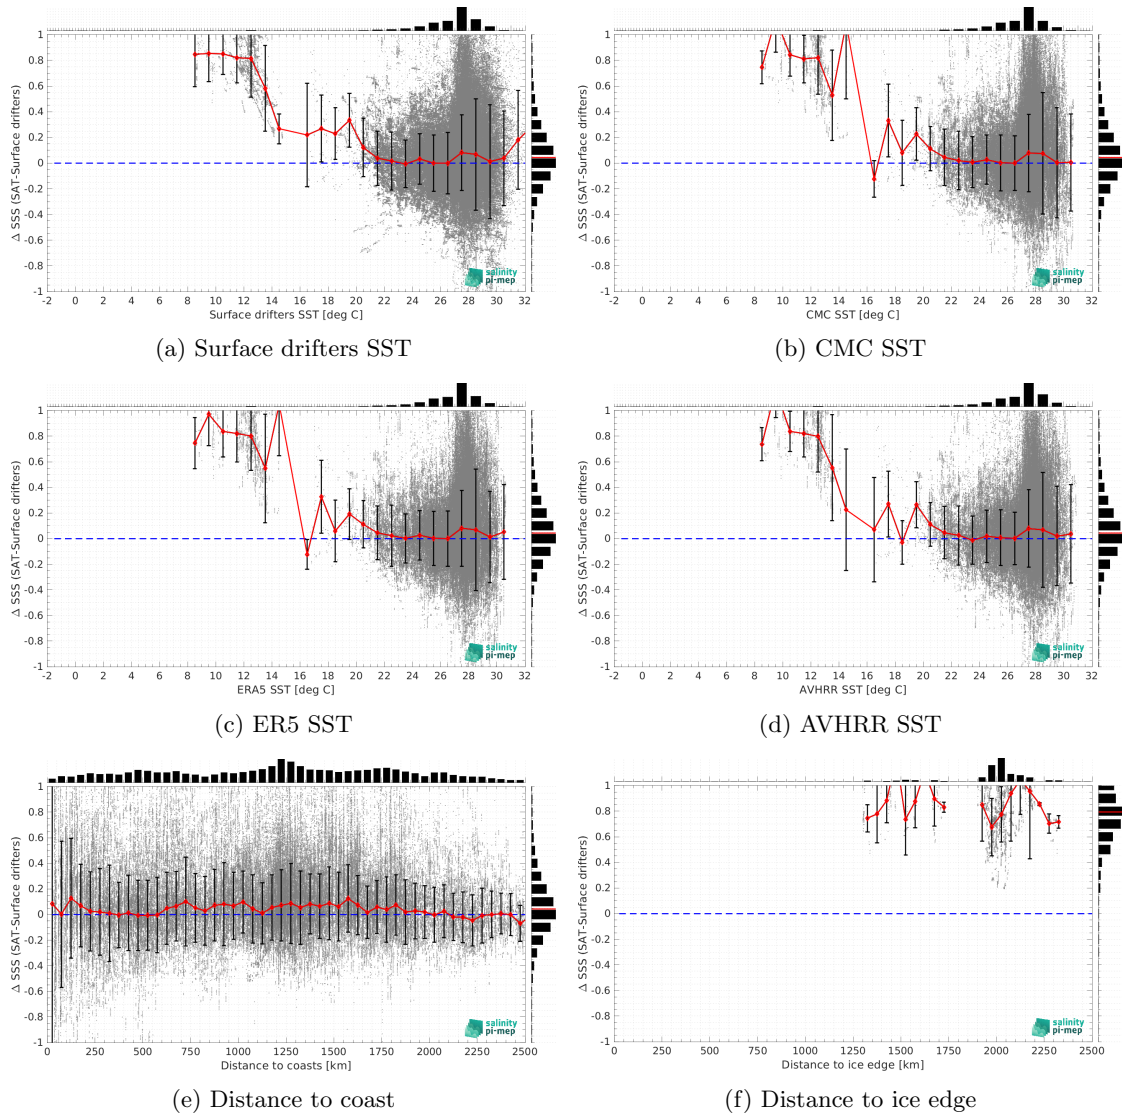 1
0.8
0.6
0.4
0.2
0
-0.2
-0.4
-0.6
-0.8
-1
Δ SSS (SAT-Surface drifters)
salinity
pi-mep
-2 0 2 4 6 8 10 12 14 16 18 20 22 24 26 28 30 32
Surface drifters SST [deg C]
(a) Surface drifters SST
1
0.8
0.6
0.4
0.2
0
-0.2
-0.4
-0.6
-0.8
-1
Δ SSS (SAT-Surface drifters)
salinity
pi-mep
-2 0 2 4 6 8 10 12 14 16 18 20 22 24 26 28 30 32
CMC SST [deg C]
(b) CMC SST
1
0.8
0.6
0.4
0.2
0
-0.2
-0.4
-0.6
-0.8
-1
Δ SSS (SAT-Surface drifters)
salinity
pi-mep
-2 0 2 4 6 8 10 12 14 16 18 20 22 24 26 28 30 32
ERA5 SST [deg C]
(c) ER5 SST
1
0.8
0.6
0.4
0.2
0
-0.2
-0.4
-0.6
-0.8
-1
Δ SSS (SAT-Surface drifters)
salinity
pi-mep
-2 0 2 4 6 8 10 12 14 16 18 20 22 24 26 28 30 32
AVHRR SST [deg C]
(d) AVHRR SST
1
0.8
0.6
0.4
0.2
0
-0.2
-0.4
-0.6
-0.8
-1
Δ SSS (SAT-Surface drifters)
salinity
pi-mep
0 250 500 750 1000 1250 1500 1750 2000 2250 2500
Distance to coasts [km]
(e) Distance to coast
1
0.8
0.6
0.4
0.2
0
-0.2
-0.4
-0.6
-0.8
-1
Δ SSS (SAT-Surface drifters)
salinity
pi-mep
0 250 500 750 1000 1250 1500 1750 2000 2250 2500
Distance to ice edge [km]
(f) Distance to ice edge